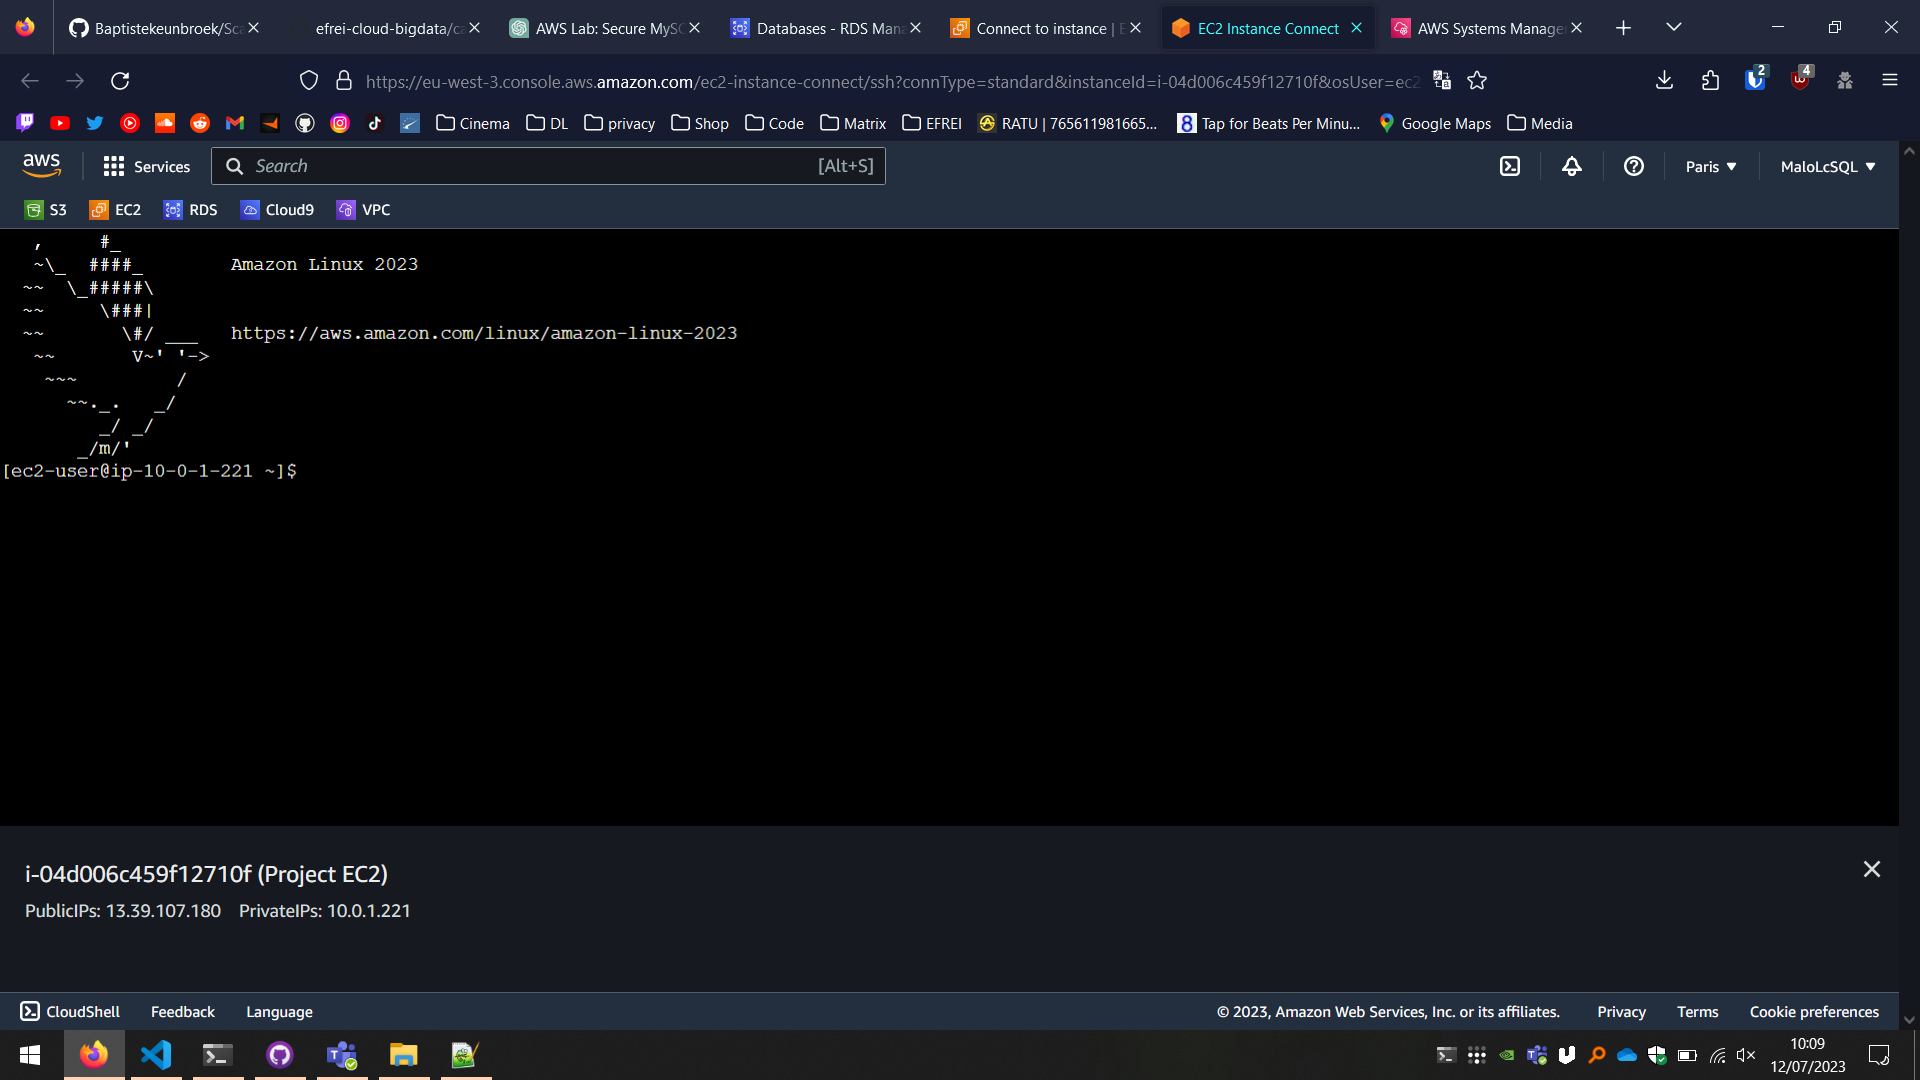 Baptistekeunbroek/Sca
efrei-cloud-bigdata/ca
AWS Lab: Secure MySC
Databases - RDS Mana
Connect to instance | E
EC2 Instance Connect
AWS Systems Manage
https://eu-west-3.console.aws.amazon.com/ec2-instance-connect/ssh?connType=standard&instanceId=i-04d006c459f12710f&osUser=ec2
2
4
Cinema
DL
privacy
Shop
Code
Matrix
EFREI
RATU | 765611981665...
Tap for Beats Per Minu...
Google Maps
Media
aws
Services
Search
[Alt+S]
Paris
MaloLcSQL
S3
EC2
RDS
Cloud9
VPC
   ,     #_
   ~\_  ####_        Amazon Linux 2023
  ~~  \_#####\
  ~~     \###|
  ~~       \#/ ___   https://aws.amazon.com/linux/amazon-linux-2023
   ~~       V~' '->
    ~~~         /
      ~~._.   _/
         _/ _/
       _/m/'
[ec2-user@ip-10-0-1-221 ~]$
i-04d006c459f12710f (Project EC2)
PublicIPs: 13.39.107.180 PrivateIPs: 10.0.1.221
CloudShell
Feedback
Language
© 2023, Amazon Web Services, Inc. or its affiliates.
Privacy
Terms
Cookie preferences
10:09
12/07/2023